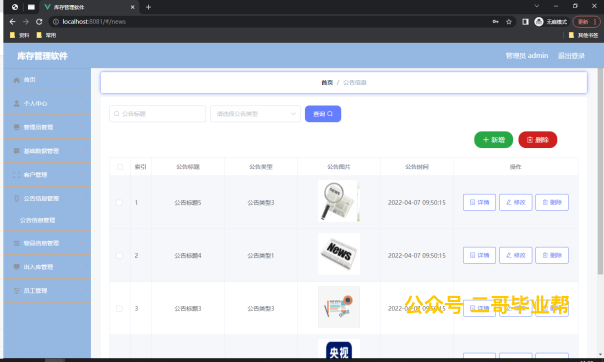 库存管理软件
localhost:8081/#/news
无痕模式
更新
资料
常用
其他书签
库存管理软件
管理员 admin
退出登录
首页
个人中心
管理员管理
基础数据管理
客户管理
公告信息管理
公告信息管理
物资信息管理
出入库管理
员工管理
首页 / 公告信息
公告标题
请选择公告类型
查询
+ 新增
删除
索引 公告标题 公告类型 公告图片 公告时间 操作
1 公告标题5 公告类型3 NEWS 2022-04-07 09:50:15 详情 修改 删除
2 公告标题4 公告类型1 NEWS 2022-04-07 09:50:15 详情 修改 删除
3 公告标题3 公告类型3 2022-04-07 09:50:15
公众号 二哥毕业帮
央视